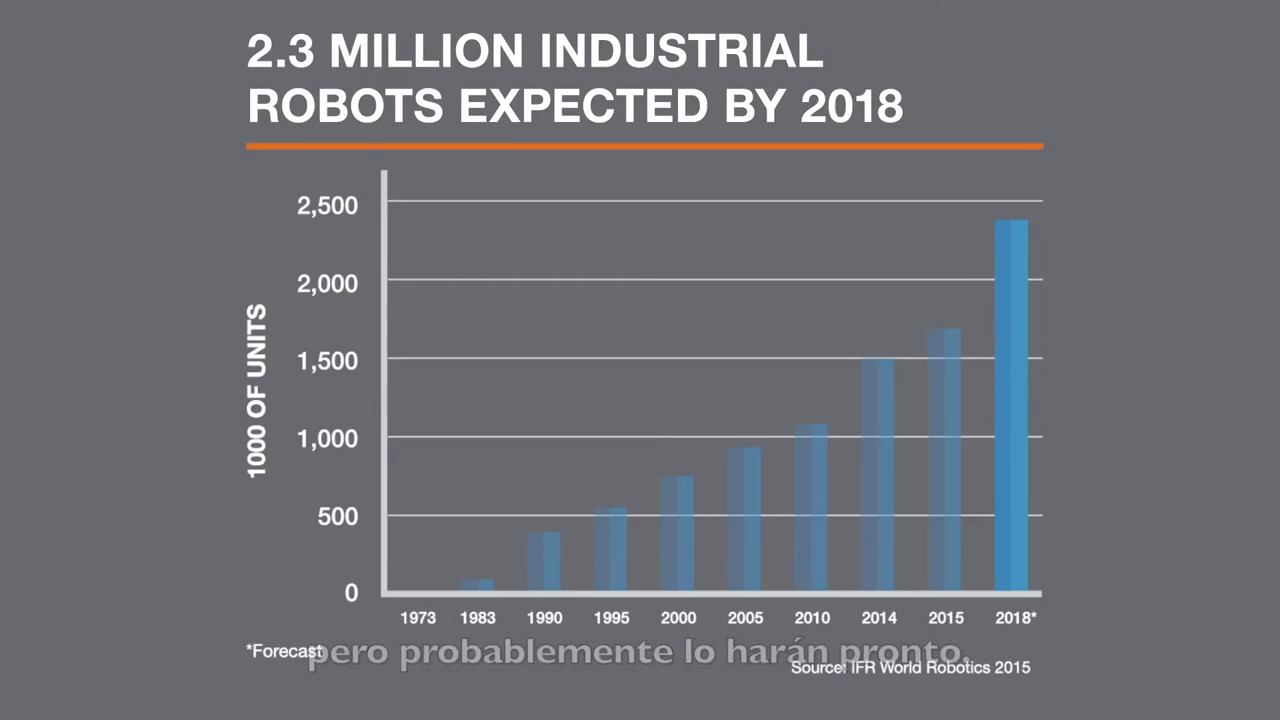 2.3 MILLION INDUSTRIAL
ROBOTS EXPECTED BY 2018
1000 OF UNITS
2,500
2,000
1,500
1,000
500
0
1973 1983 1990 1995 2000 2005 2010 2014 2015 2018*
*Forecast
pero probablemente lo harán pronto.
Source: IFR World Robotics 2015